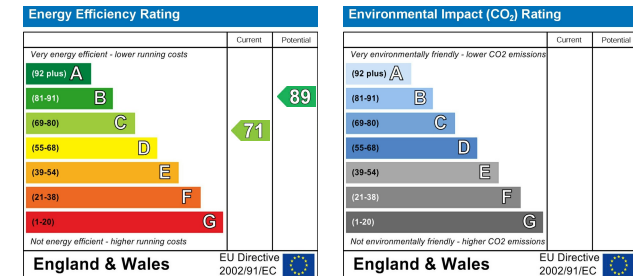 Energy Efficiency Rating
Current Potential
Very energy efficient - lower running costs
(92 plus) A
(81-91) B
89
(69-80) C
71
(55-68) D
(39-54) E
(21-38) F
(1-20) G
Not energy efficient - higher running costs
England & Wales
EU Directive
2002/91/EC
Environmental Impact (CO₂) Rating
Current Potential
Very environmentally friendly - lower CO2 emissions
(92 plus) A
(81-91) B
(69-80) C
(55-68) D
(39-54) E
(21-38) F
(1-20) G
Not environmentally friendly - higher CO2 emissions
England & Wales
EU Directive
2002/91/EC